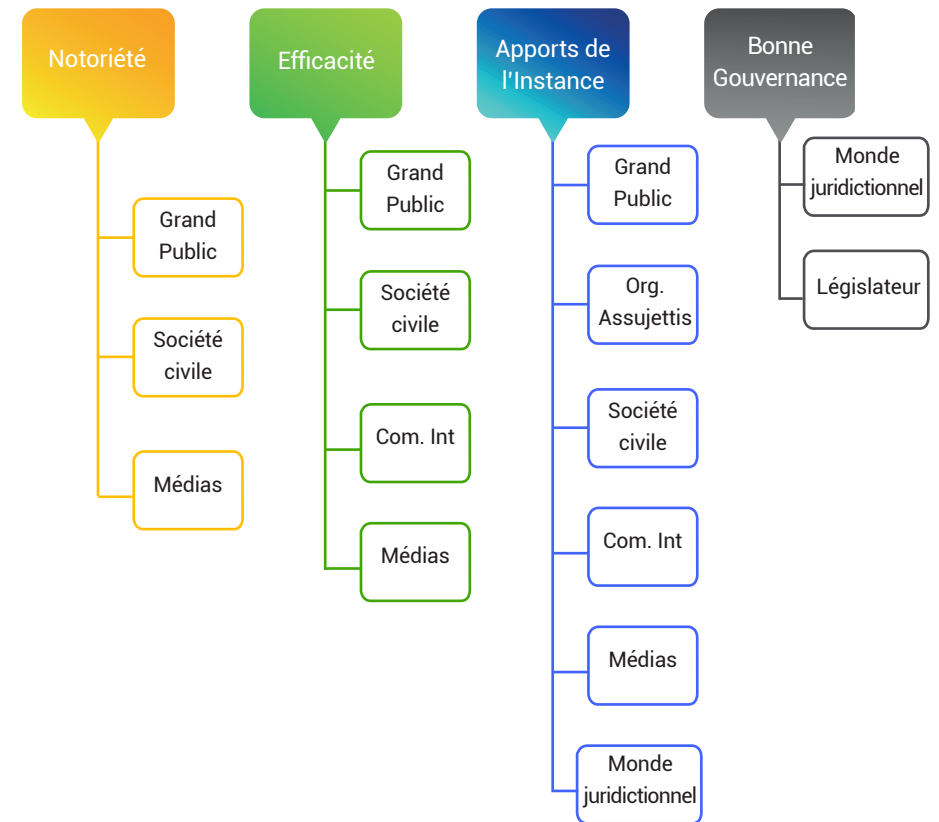 Notoriété
Grand
Public
Société
civile
Médias
Efficacité
Grand
Public
Société
civile
Com. Int
Médias
Apports de
l'Instance
Grand
Public
Org.
Assujettis
Société
civile
Com. Int
Médias
Monde
juridictionnel
Bonne
Gouvernance
Monde
juridictionnel
Législateur